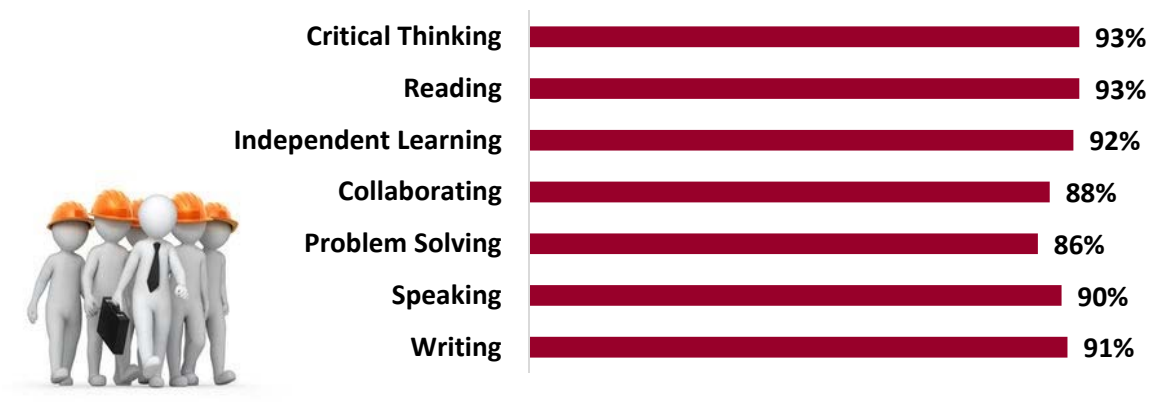 Critical Thinking 93%
Reading 93%
Independent Learning 92%
Collaborating 88%
Problem Solving 86%
Speaking 90%
Writing 91%